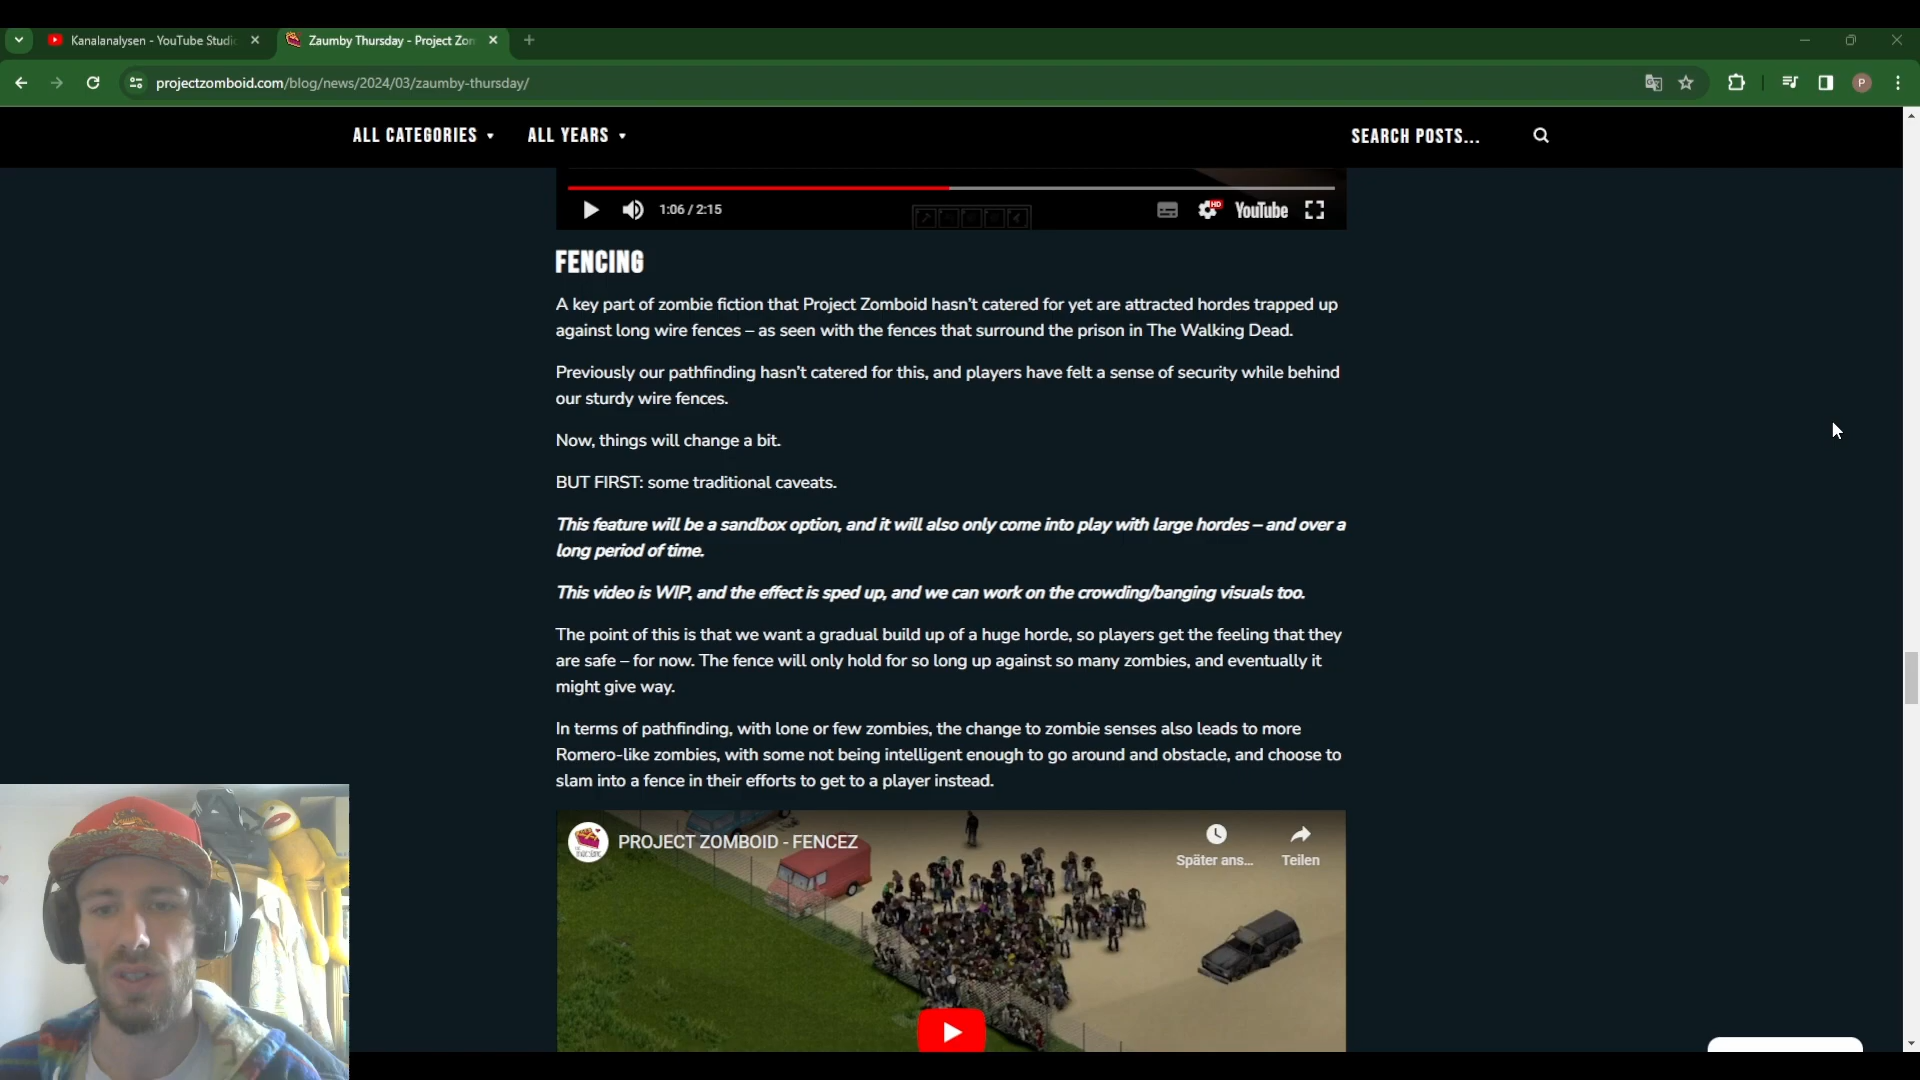 Kanalanalysen - YouTube Studi
Zaumby Thursday - Project Zom
projectzomboid.com/blog/news/2024/03/zaumby-thursday/
P
ALL CATEGORIES
ALL YEARS
SEARCH POSTS...
1:06 / 2:15
HD
YouTube
FENCING
A key part of zombie fiction that Project Zomboid hasn't catered for yet are attracted hordes trapped up
against long wire fences – as seen with the fences that surround the prison in The Walking Dead.
Previously our pathfinding hasn't catered for this, and players have felt a sense of security while behind
our sturdy wire fences.
Now, things will change a bit.
BUT FIRST: some traditional caveats.
This feature will be a sandbox option, and it will also only come into play with large hordes – and over a
long period of time.
This video is WIP, and the effect is sped up, and we can work on the crowding/banging visuals too.
The point of this is that we want a gradual build up of a huge horde, so players get the feeling that they
are safe – for now. The fence will only hold for so long up against so many zombies, and eventually it
might give way.
In terms of pathfinding, with lone or few zombies, the change to zombie senses also leads to more
Romero-like zombies, with some not being intelligent enough to go around and obstacle, and choose to
slam into a fence in their efforts to get to a player instead.
PROJECT ZOMBOID - FENCEZ
Später ans...
Teilen